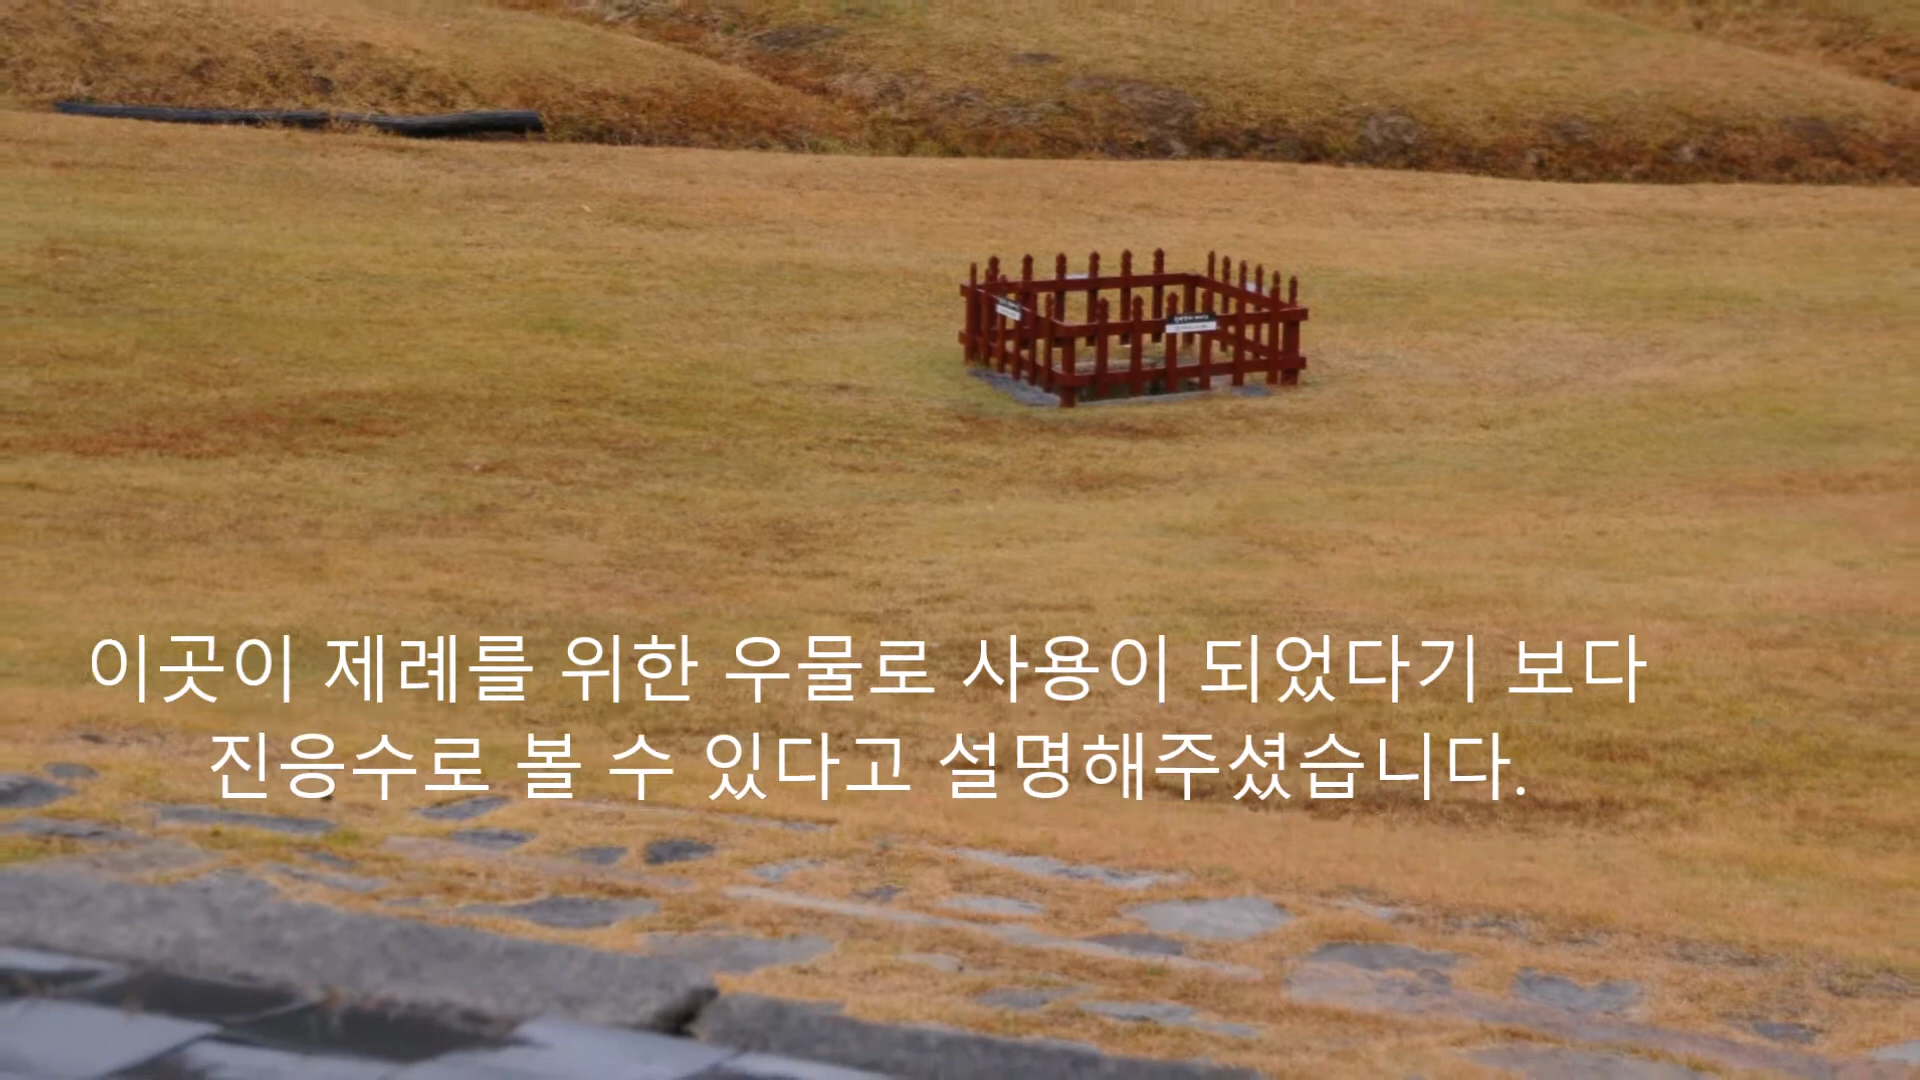 이곳이 제례를 위한 우물로 사용이 되었다기 보다
진응수로 볼 수 있다고 설명해주셨습니다.